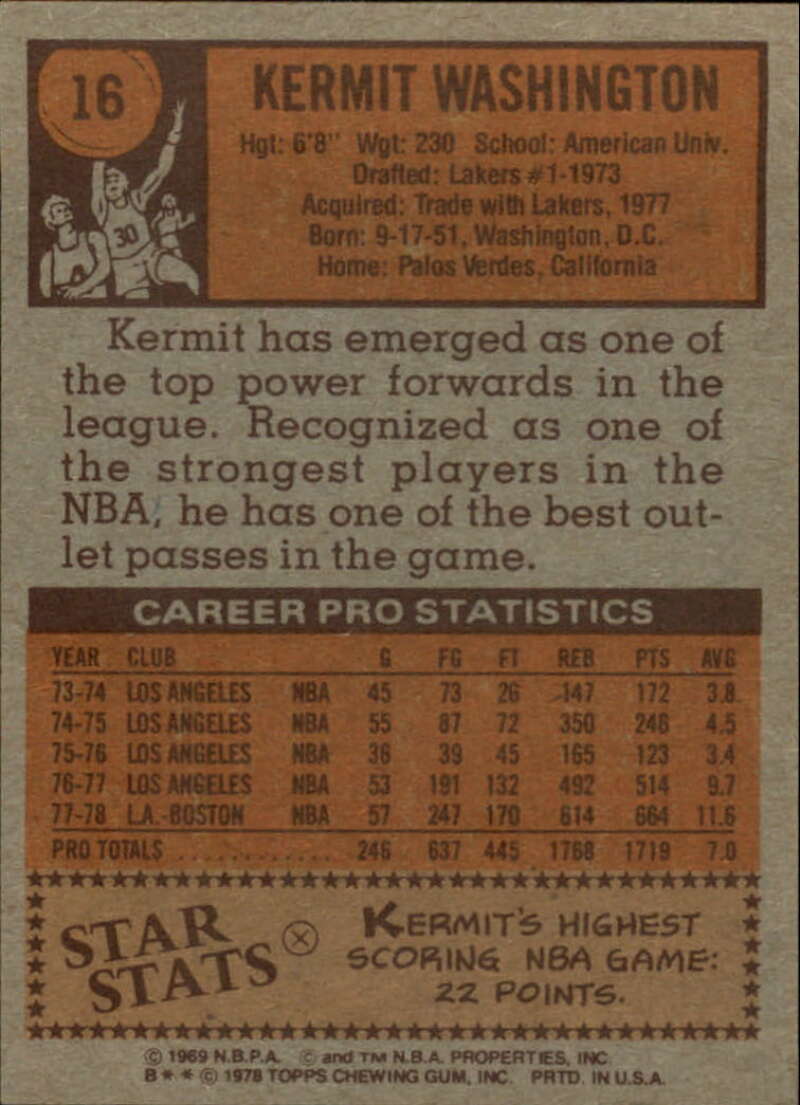 16
KERMIT WASHINGTON
Hgt: 6'8" Wgt: 230 School: American Univ.
Drafted: Lakers #1-1973
Acquired: Trade with Lakers, 1977
Born: 9-17-51, Washington, D.C.
Home: Palos Verdes, California
30
Kermit has emerged as one of
the top power forwards in the
league. Recognized as one of
the strongest players in the
NBA, he has one of the best out-
let passes in the game.
CAREER PRO STATISTICS
YEAR CLUB G FG FT REB PTS AVG
73-74 LOS ANGELES NBA 45 73 26 147 172 3.8
74-75 LOS ANGELES NBA 55 87 72 350 246 4.5
75-76 LOS ANGELES NBA 36 39 45 165 123 3.4
76-77 LOS ANGELES NBA 53 191 132 492 514 9.7
77-78 L.A.-BOSTON NBA 57 247 170 614 664 11.6
PRO TOTALS ............. 246 637 445 1768 1719 7.0
STAR
STATS
KERMIT'S HIGHEST
SCORING NBA GAME:
22 POINTS.
© 1969 N.B.P.A. © and TM N.B.A. PROPERTIES, INC.
B * * © 1978 TOPPS CHEWING GUM, INC. PRTD. IN U.S.A.